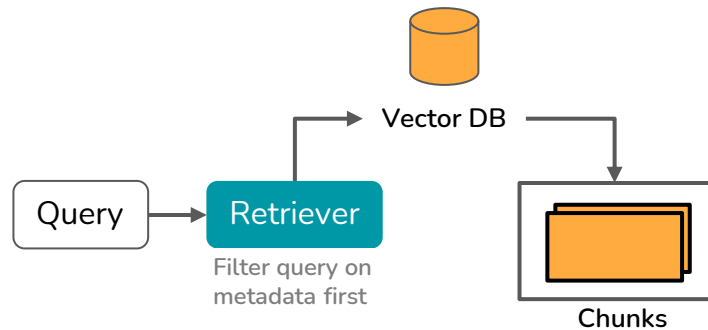 Vector DB
Query
Retriever
Filter query on
metadata first
Chunks